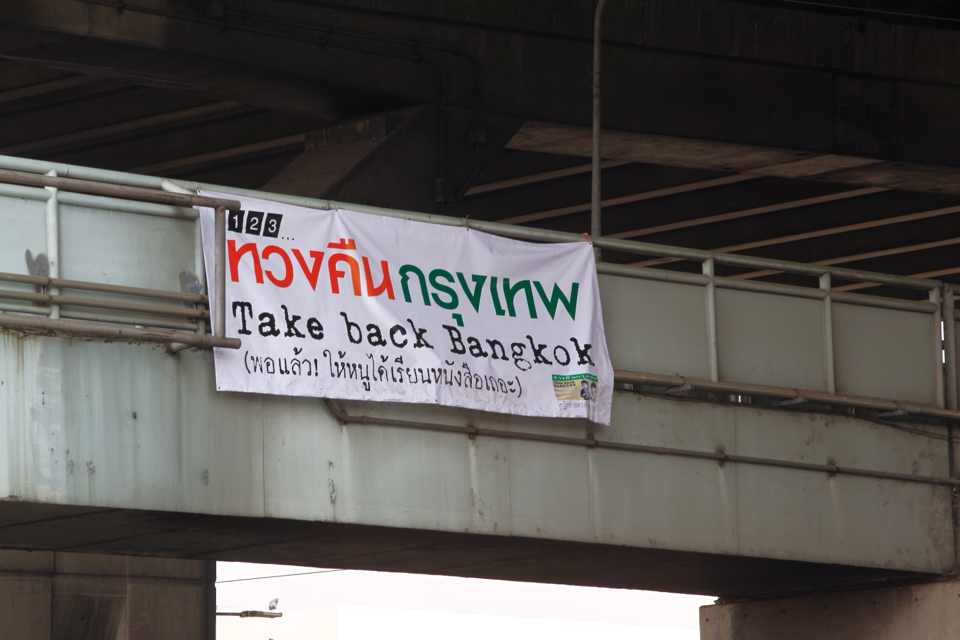 123...
ทวงคืนกรุงเทพ
Take back Bangkok
(พอแล้ว! ให้หนูได้เรียนหนังสือเถอะ)